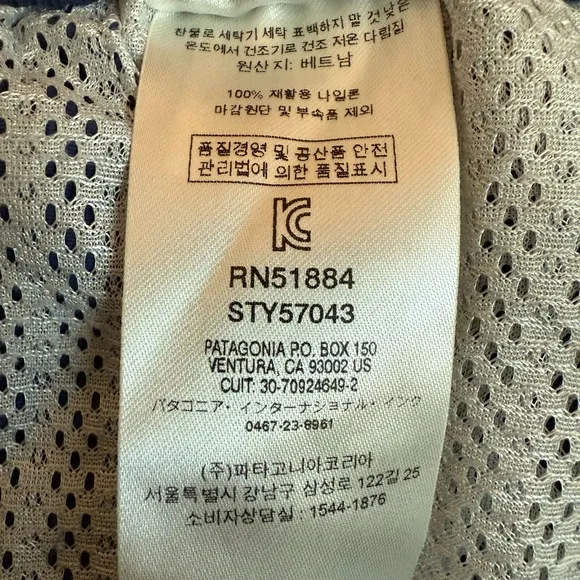 찬물로 세탁기 세탁 표백하지 말 것 낮은
온도에서 건조기로 건조 저온 다림질
원산지: 베트남
100% 재활용 나일론
마감원단 및 부속품 제외
품질경영 및 공산품 안전
관리법에 의한 품질표시
RN51884
STY57043
PATAGONIA P.O. BOX 150
VENTURA, CA 93002 US
CUIT: 30-70924649-2
パタゴニア・インターナショナル・インク
0467-23-8961
(주)파타고니아코리아
서울특별시 강남구 삼성로 122길 25
소비자상담실 : 1544-1876